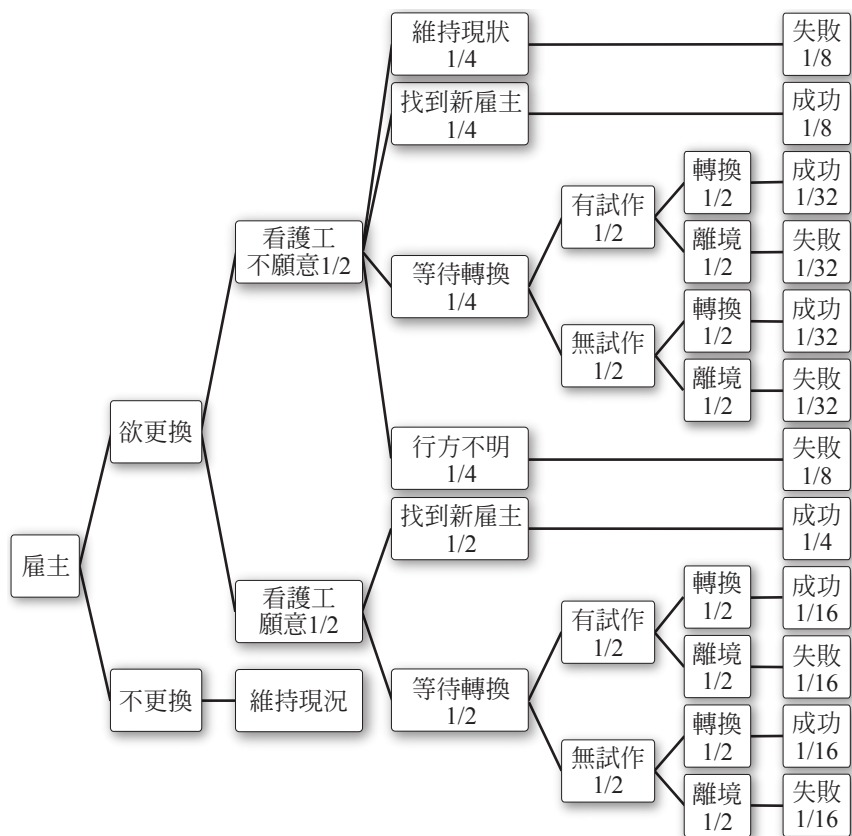 維持現狀
1/4
失敗
1/8
找到新雇主
1/4
成功
1/8
看護工
不願意1/2
等待轉換
1/4
有試作
1/2
轉換
1/2
成功
1/32
離境
1/2
失敗
1/32
無試作
1/2
轉換
1/2
成功
1/32
離境
1/2
失敗
1/32
欲更換
行方不明
1/4
失敗
1/8
雇主
找到新雇主
1/2
成功
1/4
看護工
願意1/2
等待轉換
1/2
有試作
1/2
轉換
1/2
成功
1/16
離境
1/2
失敗
1/16
無試作
1/2
轉換
1/2
成功
1/16
離境
1/2
失敗
1/16
不更換
維持現況